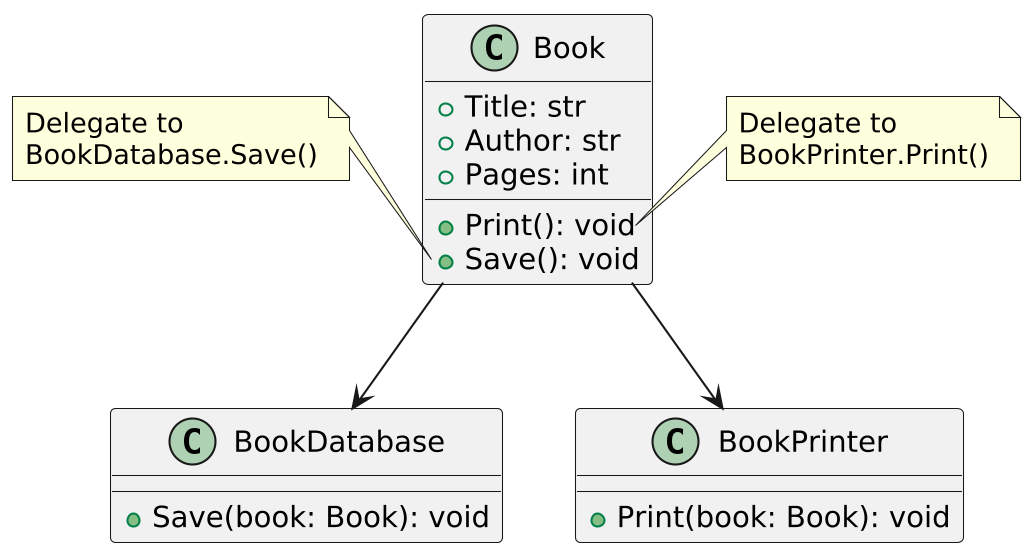 C Book
Title: str
Author: str
Pages: int
Print(): void
Save(): void
Delegate to
BookDatabase.Save()
Delegate to
BookPrinter.Print()
C BookDatabase
Save(book: Book): void
C BookPrinter
Print(book: Book): void